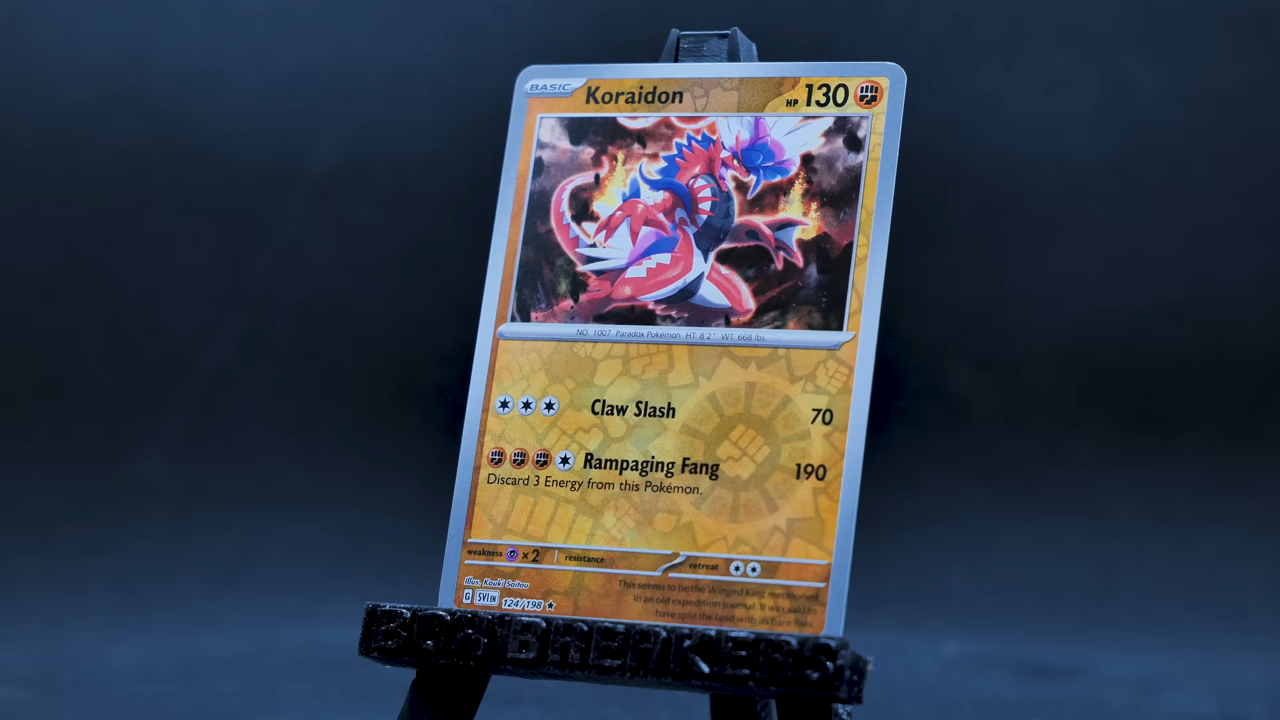 BASIC Koraidon HP 130
NO. 1007 Paradox Pokémon HT: 8'2" WT: 668 lbs.
Claw Slash 70
Rampaging Fang 190
Discard 3 Energy from this Pokémon.
weakness ×2 resistance retreat
Illus. Kouki Saitou
G SVI EN 124/198 ★
This seems to be the Winged King mentioned
in an old expedition journal. It was said to
have split the land with its bare fists.
BREAKERS